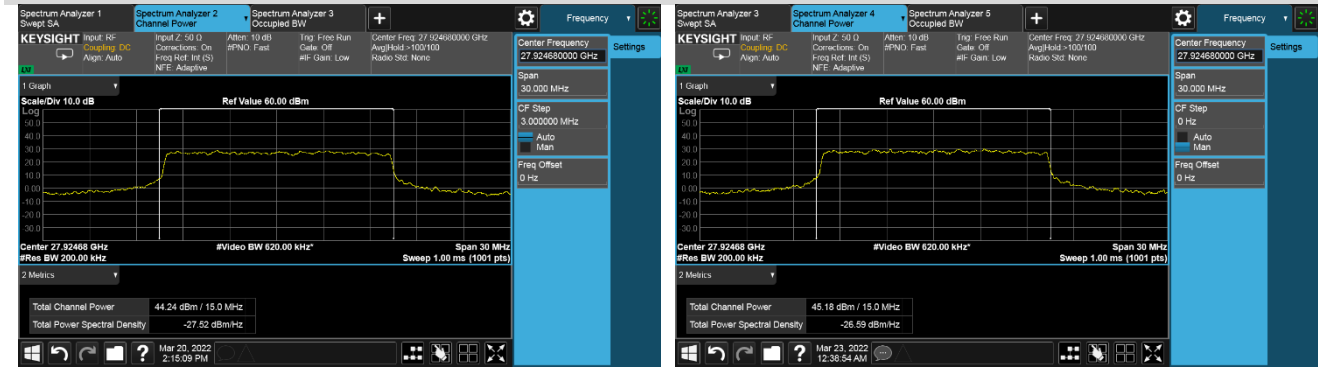 Spectrum Analyzer 1
Swept SA
Spectrum Analyzer 2
Channel Power
Spectrum Analyzer 3
Occupied BW
Frequency
KEYSIGHT
Input: RF
Coupling: DC
Align: Auto
Input Z: 50 Ω
Corrections: On
Freq Ref: Int (S)
NFE: Adaptive
Atten: 10 dB
#PNO: Fast
Trig: Free Run
Gate: Off
#IF Gain: Low
Center Freq: 27.924680000 GHz
Avg|Hold:>100/100
Radio Std: None
Center Frequency
27.924680000 GHz
Settings
Span
30.000 MHz
CF Step
3.000000 MHz
Auto
Man
Freq Offset
0 Hz
1 Graph
Scale/Div 10.0 dB
Ref Value 60.00 dBm
Log
50.0
40.0
30.0
20.0
10.0
0.00
-10.0
-20.0
-30.0
Center 27.92468 GHz
#Video BW 620.00 kHz*
Span 30 MHz
#Res BW 200.00 kHz
Sweep 1.00 ms (1001 pts)
2 Metrics
Total Channel Power
44.24 dBm / 15.0 MHz
Total Power Spectral Density
-27.52 dBm/Hz
Mar 20, 2022
2:15:09 PM
Spectrum Analyzer 3
Swept SA
Spectrum Analyzer 4
Channel Power
Spectrum Analyzer 5
Occupied BW
Frequency
KEYSIGHT
Input: RF
Coupling: DC
Align: Auto
Input Z: 50 Ω
Corrections: On
Freq Ref: Int (S)
NFE: Adaptive
Atten: 10 dB
#PNO: Fast
Trig: Free Run
Gate: Off
#IF Gain: Low
Center Freq: 27.924680000 GHz
Avg|Hold:>100/100
Radio Std: None
Center Frequency
27.924680000 GHz
Settings
Span
30.000 MHz
CF Step
0 Hz
Auto
Man
Freq Offset
0 Hz
1 Graph
Scale/Div 10.0 dB
Ref Value 60.00 dBm
Log
50.0
40.0
30.0
20.0
10.0
0.00
-10.0
-20.0
-30.0
Center 27.92468 GHz
#Video BW 620.00 kHz*
Span 30 MHz
#Res BW 200.00 kHz
Sweep 1.00 ms (1001 pts)
2 Metrics
Total Channel Power
45.18 dBm / 15.0 MHz
Total Power Spectral Density
-26.59 dBm/Hz
Mar 23, 2022
12:38:54 AM